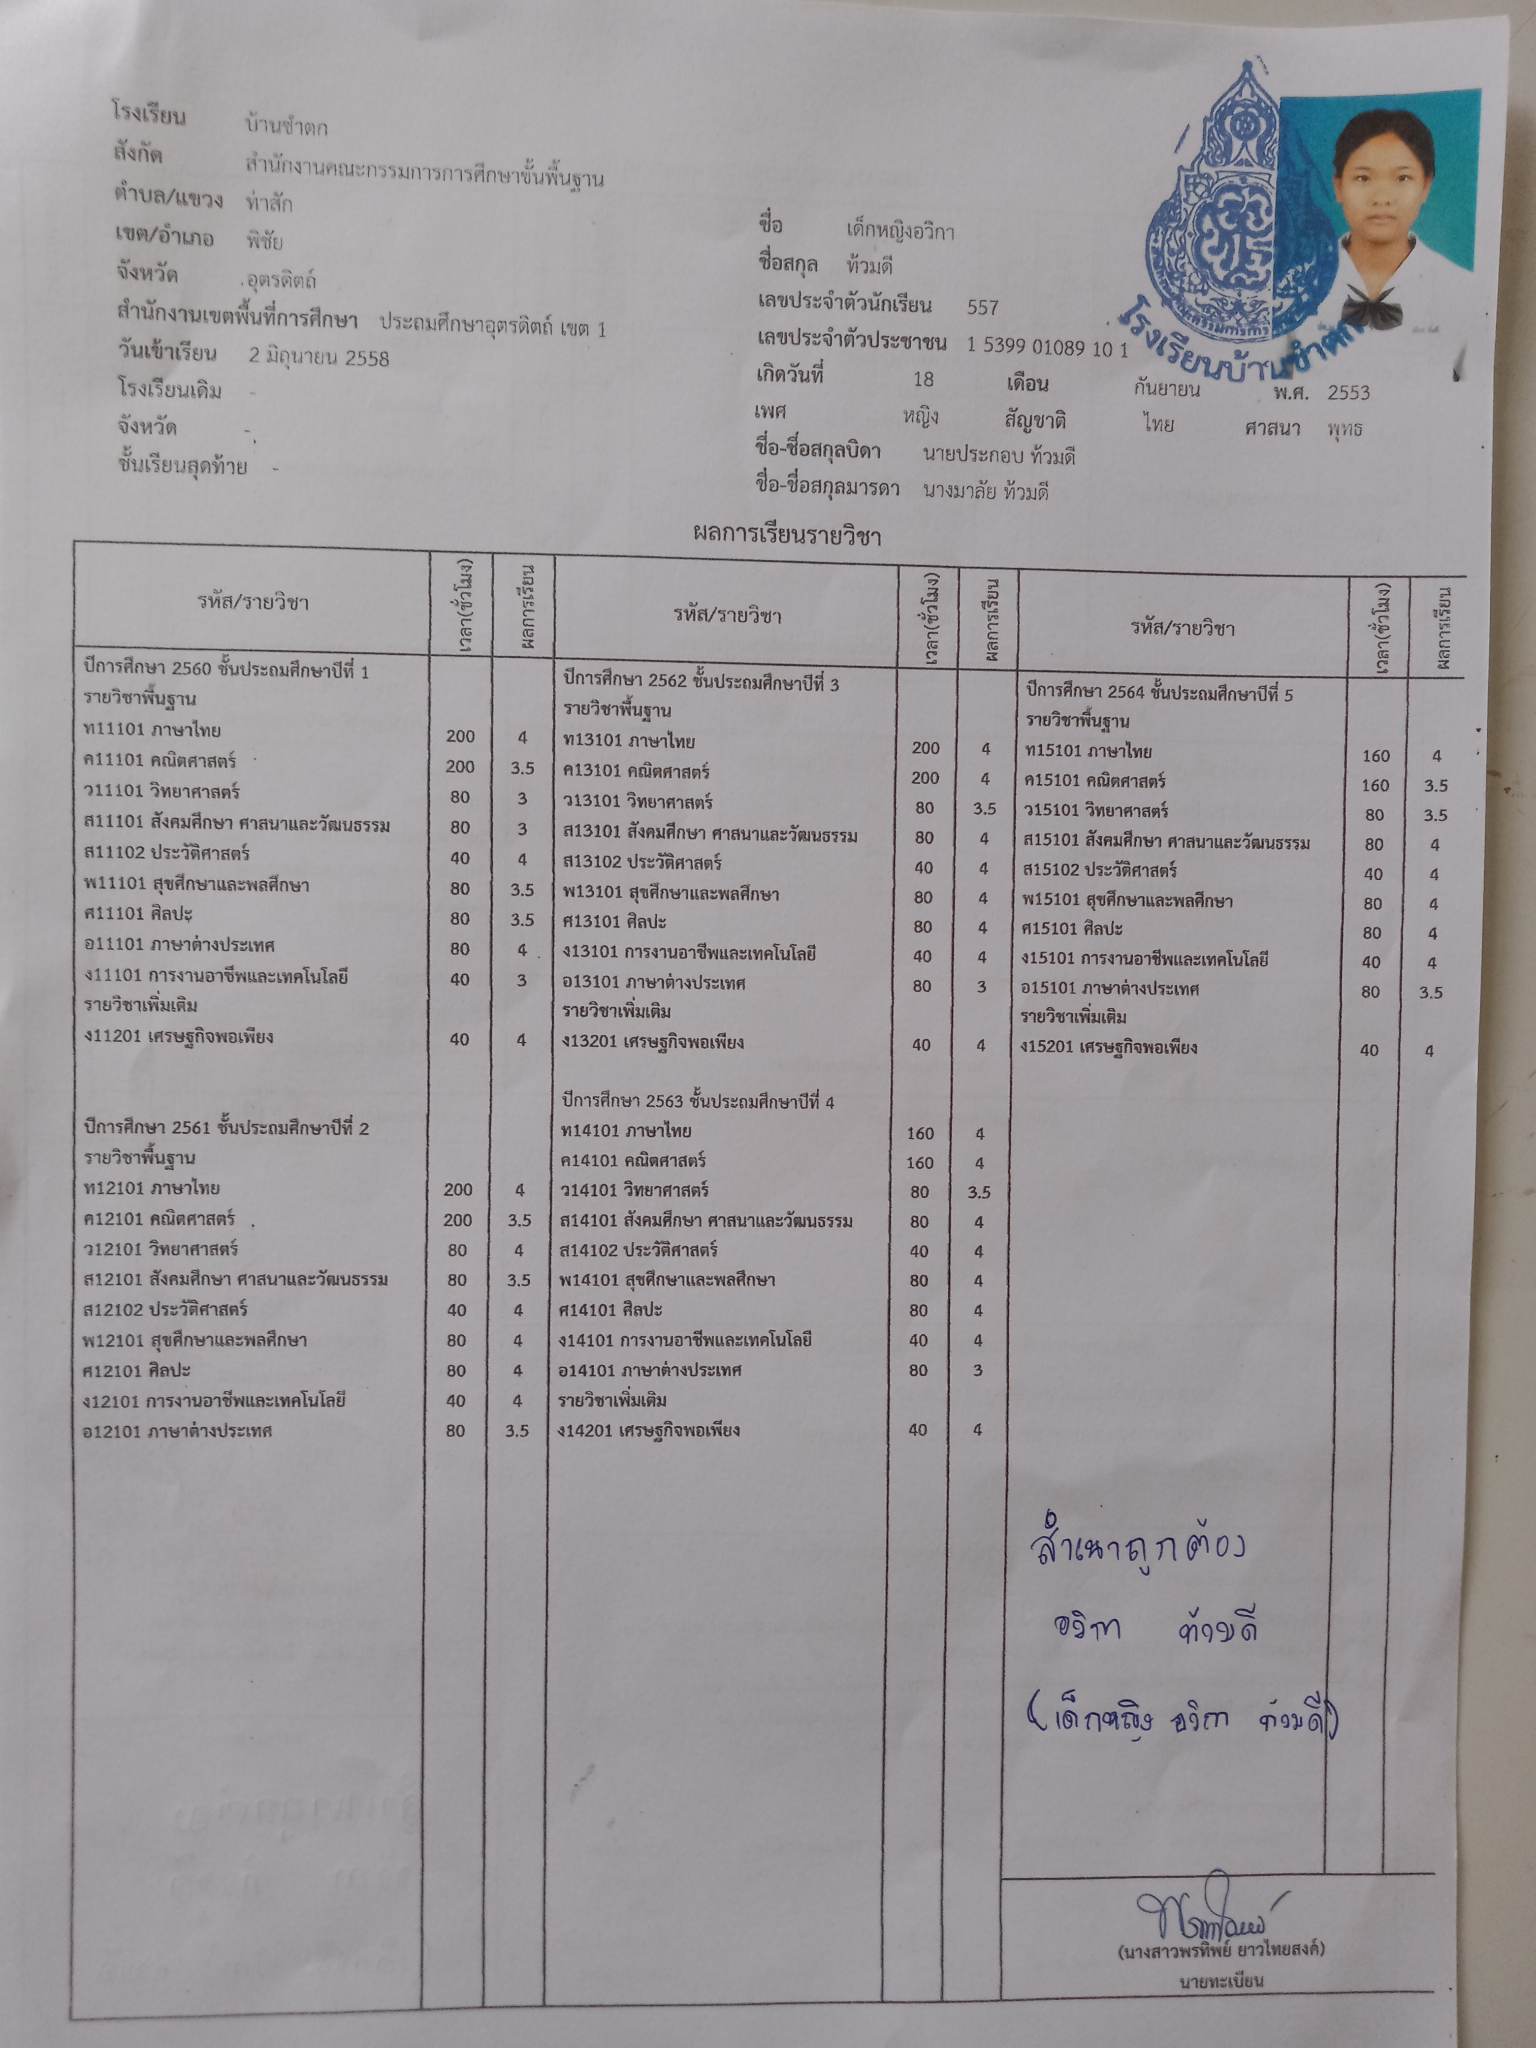 โรงเรียน บ้านซำตก
สังกัด สำนักงานคณะกรรมการการศึกษาขั้นพื้นฐาน
ตำบล/แขวง ท่าสัก
เขต/อำเภอ พิชัย
จังหวัด อุตรดิตถ์
สำนักงานเขตพื้นที่การศึกษา ประถมศึกษาอุตรดิตถ์ เขต 1
วันเข้าเรียน 2 มิถุนายน 2558
โรงเรียนเดิม -
จังหวัด -
ชั้นเรียนสุดท้าย -
ชื่อ เด็กหญิงอวิกา
ชื่อสกุล ท้วมดี
เลขประจำตัวนักเรียน 557
เลขประจำตัวประชาชน 1 5399 01089 10 1
เกิดวันที่ 18 เดือน กันยายน พ.ศ. 2553
เพศ หญิง สัญชาติ ไทย ศาสนา พุทธ
ชื่อ-ชื่อสกุลบิดา นายประกอบ ท้วมดี
ชื่อ-ชื่อสกุลมารดา นางมาลัย ท้วมดี
โรงเรียนบ้านซำตก
ผลการเรียนรายวิชา
รหัส/รายวิชา เวลา(ชั่วโมง) ผลการเรียน
ปีการศึกษา 2560 ชั้นประถมศึกษาปีที่ 1
รายวิชาพื้นฐาน
ท11101 ภาษาไทย 200 4
ค11101 คณิตศาสตร์ 200 3.5
ว11101 วิทยาศาสตร์ 80 3
ส11101 สังคมศึกษา ศาสนาและวัฒนธรรม 80 3
ส11102 ประวัติศาสตร์ 40 4
พ11101 สุขศึกษาและพลศึกษา 80 3.5
ศ11101 ศิลปะ 80 3.5
อ11101 ภาษาต่างประเทศ 80 4
ง11101 การงานอาชีพและเทคโนโลยี 40 3
รายวิชาเพิ่มเติม
ง11201 เศรษฐกิจพอเพียง 40 4
ปีการศึกษา 2561 ชั้นประถมศึกษาปีที่ 2
รายวิชาพื้นฐาน
ท12101 ภาษาไทย 200 4
ค12101 คณิตศาสตร์ 200 3.5
ว12101 วิทยาศาสตร์ 80 4
ส12101 สังคมศึกษา ศาสนาและวัฒนธรรม 80 3.5
ส12102 ประวัติศาสตร์ 40 4
พ12101 สุขศึกษาและพลศึกษา 80 4
ศ12101 ศิลปะ 80 4
ง12101 การงานอาชีพและเทคโนโลยี 40 4
อ12101 ภาษาต่างประเทศ 80 3.5
รหัส/รายวิชา เวลา(ชั่วโมง) ผลการเรียน
ปีการศึกษา 2562 ชั้นประถมศึกษาปีที่ 3
รายวิชาพื้นฐาน
ท13101 ภาษาไทย 200 4
ค13101 คณิตศาสตร์ 200 4
ว13101 วิทยาศาสตร์ 80 3.5
ส13101 สังคมศึกษา ศาสนาและวัฒนธรรม 80 4
ส13102 ประวัติศาสตร์ 40 4
พ13101 สุขศึกษาและพลศึกษา 80 4
ศ13101 ศิลปะ 80 4
ง13101 การงานอาชีพและเทคโนโลยี 40 4
อ13101 ภาษาต่างประเทศ 80 3
รายวิชาเพิ่มเติม
ง13201 เศรษฐกิจพอเพียง 40 4
ปีการศึกษา 2563 ชั้นประถมศึกษาปีที่ 4
ท14101 ภาษาไทย 160 4
ค14101 คณิตศาสตร์ 160 4
ว14101 วิทยาศาสตร์ 80 3.5
ส14101 สังคมศึกษา ศาสนาและวัฒนธรรม 80 4
ส14102 ประวัติศาสตร์ 40 4
พ14101 สุขศึกษาและพลศึกษา 80 4
ศ14101 ศิลปะ 80 4
ง14101 การงานอาชีพและเทคโนโลยี 40 4
อ14101 ภาษาต่างประเทศ 80 3
รายวิชาเพิ่มเติม
ง14201 เศรษฐกิจพอเพียง 40 4
รหัส/รายวิชา เวลา(ชั่วโมง) ผลการเรียน
ปีการศึกษา 2564 ชั้นประถมศึกษาปีที่ 5
รายวิชาพื้นฐาน
ท15101 ภาษาไทย 160 4
ค15101 คณิตศาสตร์ 160 3.5
ว15101 วิทยาศาสตร์ 80 3.5
ส15101 สังคมศึกษา ศาสนาและวัฒนธรรม 80 4
ส15102 ประวัติศาสตร์ 40 4
พ15101 สุขศึกษาและพลศึกษา 80 4
ศ15101 ศิลปะ 80 4
ง15101 การงานอาชีพและเทคโนโลยี 40 4
อ15101 ภาษาต่างประเทศ 80 3.5
รายวิชาเพิ่มเติม
ง15201 เศรษฐกิจพอเพียง 40 4
สำเนาถูกต้อง
อวิกา ท้วมดี
(เด็กหญิง อวิกา ท้วมดี)
(นางสาวพรทิพย์ ยาวไทยสงค์)
นายทะเบียน